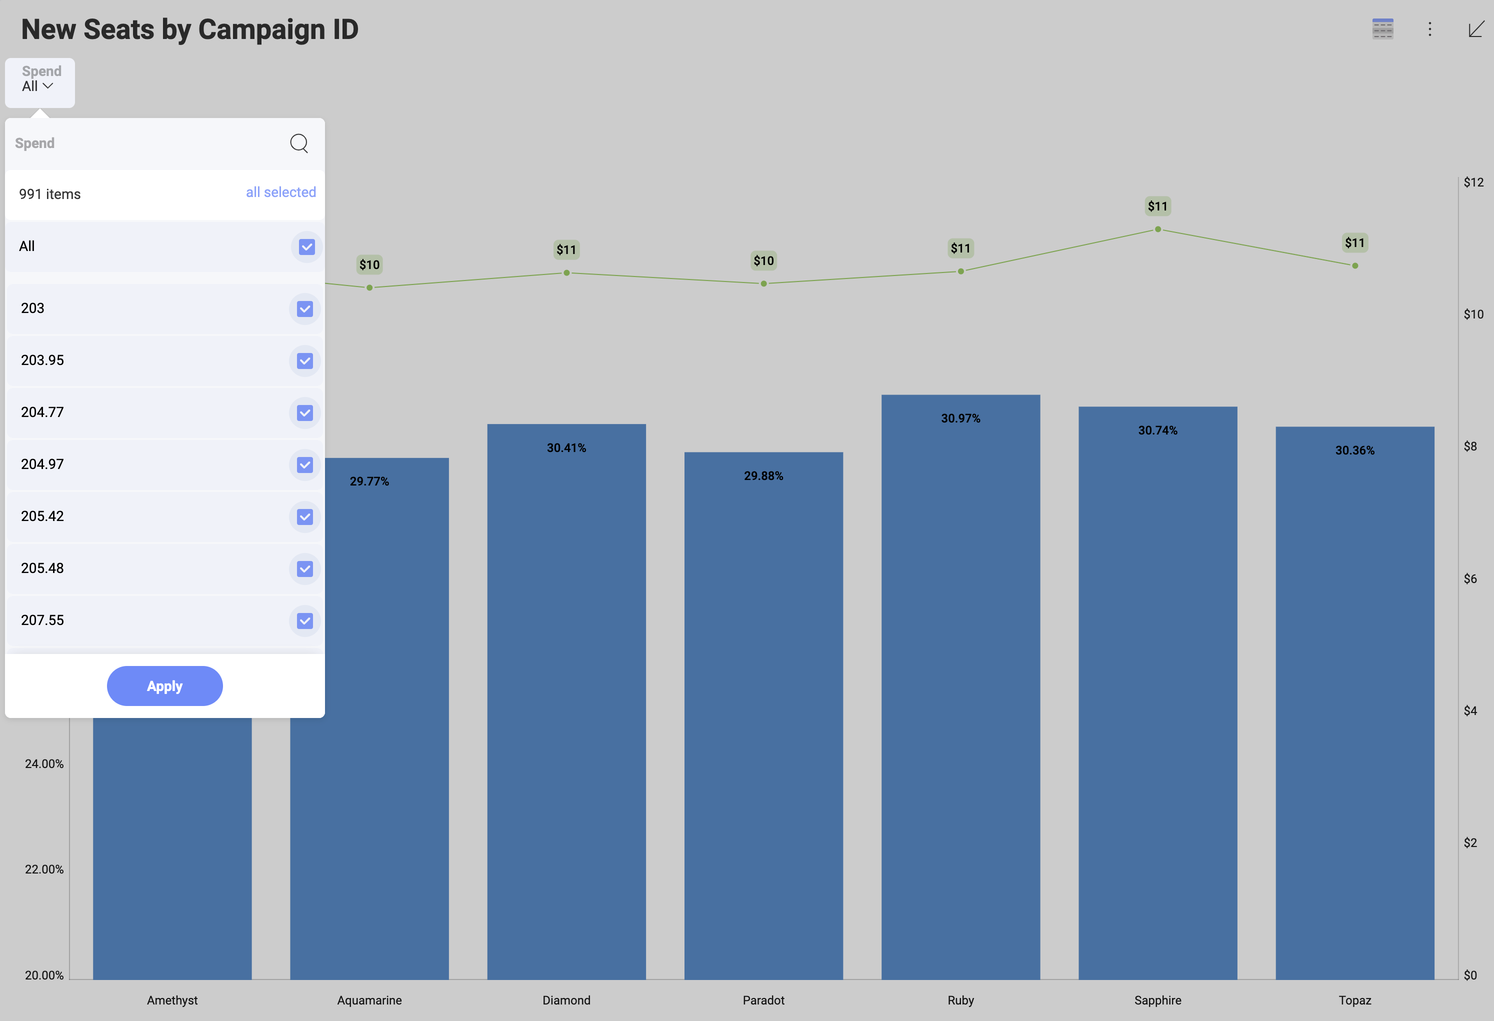 New Seats by Campaign ID
Spend
All
Spend
991 items
all selected
All
203
203.95
204.77
204.97
205.42
205.48
207.55
Apply
$12
$10
$8
$6
$4
$2
$0
$10
$11
$10
$11
$11
$11
29.77%
30.41%
29.88%
30.97%
30.74%
30.36%
24.00%
22.00%
20.00%
Amethyst
Aquamarine
Diamond
Paradot
Ruby
Sapphire
Topaz